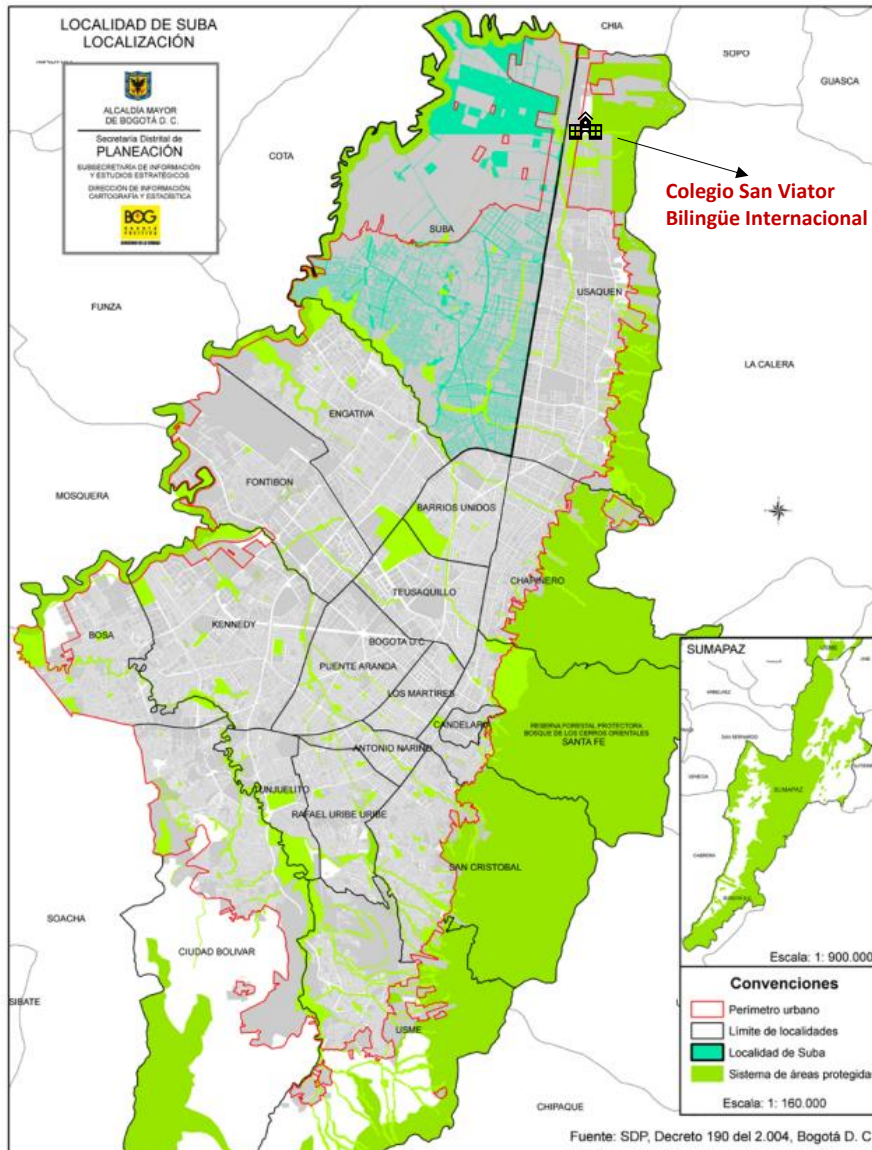 LOCALIDAD DE SUBA
LOCALIZACIÓN
ALCALDÍA MAYOR
DE BOGOTÁ D. C.
Secretaría Distrital de
PLANEACIÓN
SUBSECRETARÍA DE INFORMACIÓN
Y ESTUDIOS ESTRATÉGICOS
DIRECCIÓN DE INFORMACIÓN,
CARTOGRAFÍA Y ESTADÍSTICA
BOG
CHIA
SOPO
GUASCA
COTA
Colegio San Viator
Bilingüe Internacional
SUBA
USAQUEN
FUNZA
LA CALERA
ENGATIVA
FONTIBON
MOSQUERA
BARRIOS UNIDOS
CHAPINERO
TEUSAQUILLO
KENNEDY
BOSA
BOGOTA D.C.
PUENTE ARANDA
LOS MARTIRES
CANDELARIA
RESERVA FORESTAL PROTECTORA
BOSQUE DE LOS CERROS ORIENTALES
SANTA FE
ANTONIO NARIÑO
TUNJUELITO
RAFAEL URIBE URIBE
SAN CRISTOBAL
SOACHA
CIUDAD BOLIVAR
SIBATE
USME
CHIPAQUE
SUMAPAZ
USME
SAN BERNARDO
SUMAPAZ
CABRERA
Escala: 1: 900.000
Convenciones
Perímetro urbano
Límite de localidades
Localidad de Suba
Sistema de áreas protegidas
Escala: 1: 160.000
Fuente: SDP, Decreto 190 del 2.004, Bogotá D. C